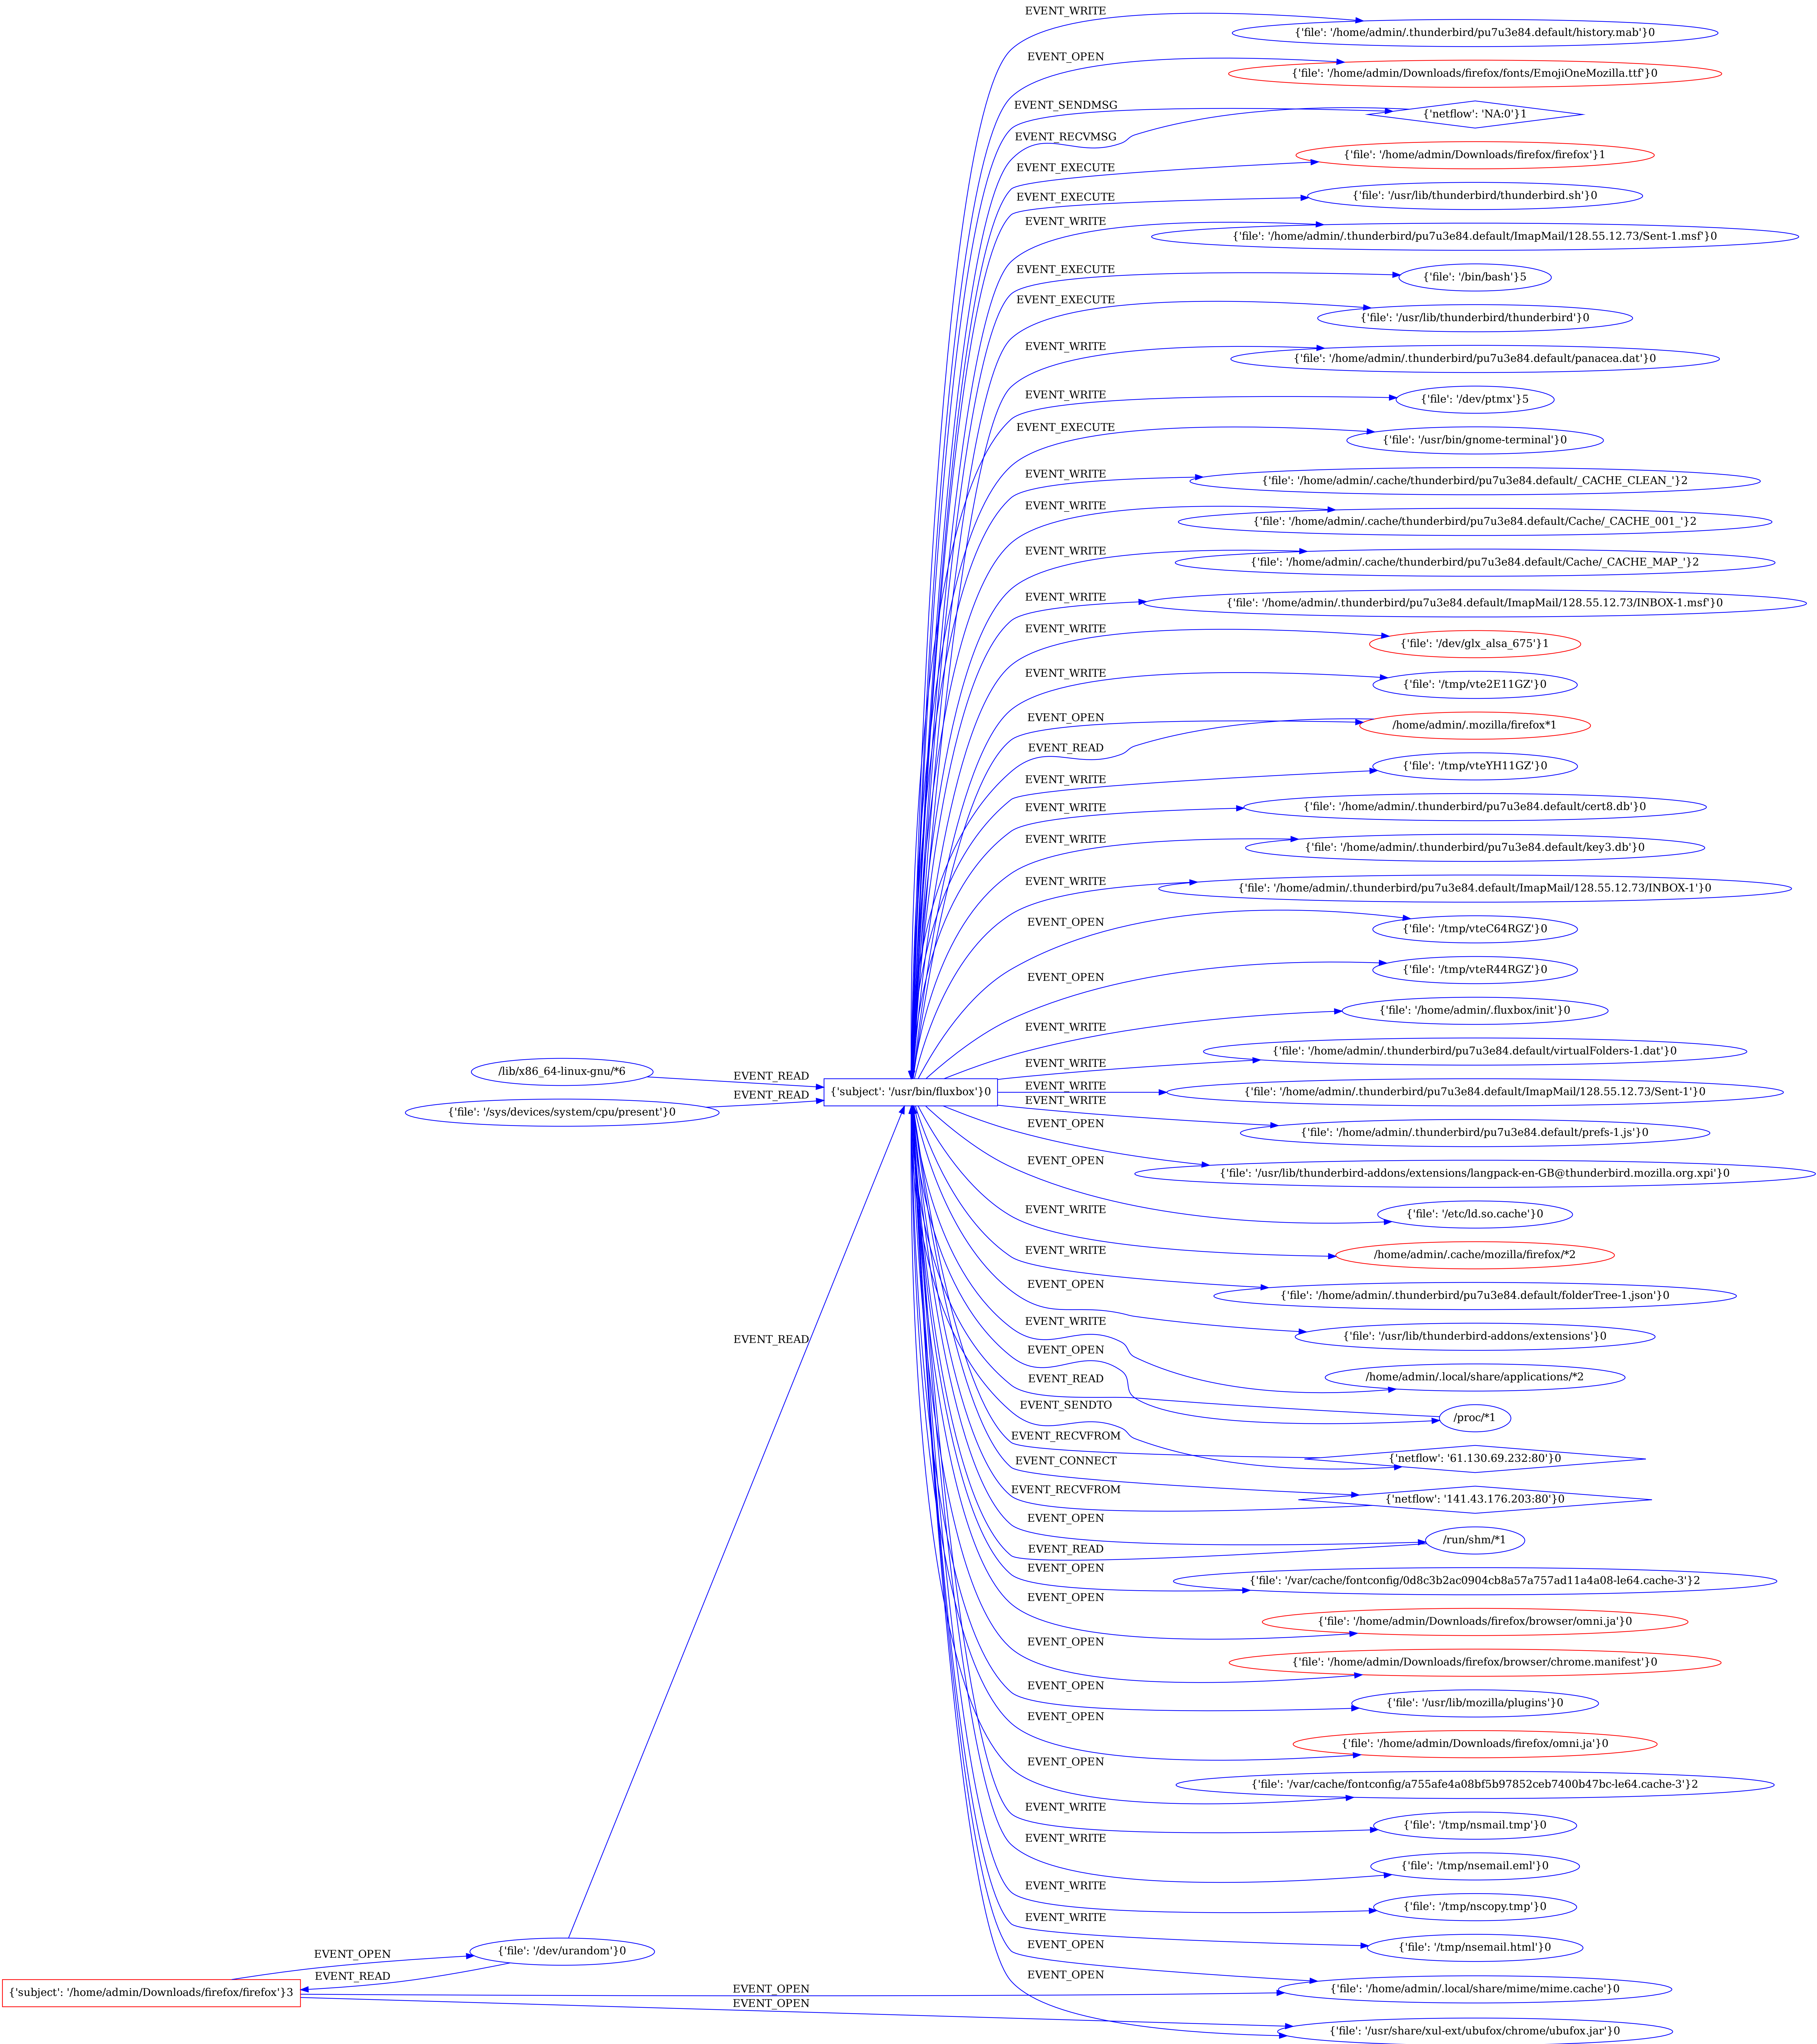 EVENT_WRITE
{'file': '/home/admin/.thunderbird/pu7u3e84.default/history.mab'}0
EVENT_OPEN
{'file': '/home/admin/Downloads/firefox/fonts/EmojiOneMozilla.ttf'}0
EVENT_SENDMSG
{'netflow': 'NA:0'}1
EVENT_RECVMSG
{'file': '/home/admin/Downloads/firefox/firefox'}1
EVENT_EXECUTE
EVENT_EXECUTE
{'file': '/usr/lib/thunderbird/thunderbird.sh'}0
EVENT_WRITE
{'file': '/home/admin/.thunderbird/pu7u3e84.default/ImapMail/128.55.12.73/Sent-1.msf'}0
EVENT_EXECUTE
{'file': '/bin/bash'}5
EVENT_EXECUTE
{'file': '/usr/lib/thunderbird/thunderbird'}0
EVENT_WRITE
{'file': '/home/admin/.thunderbird/pu7u3e84.default/panacea.dat'}0
EVENT_WRITE
{'file': '/dev/ptmx'}5
EVENT_EXECUTE
{'file': '/usr/bin/gnome-terminal'}0
EVENT_WRITE
{'file': '/home/admin/.cache/thunderbird/pu7u3e84.default/_CACHE_CLEAN_'}2
EVENT_WRITE
{'file': '/home/admin/.cache/thunderbird/pu7u3e84.default/Cache/_CACHE_001_'}2
EVENT_WRITE
{'file': '/home/admin/.cache/thunderbird/pu7u3e84.default/Cache/_CACHE_MAP_'}2
EVENT_WRITE
{'file': '/home/admin/.thunderbird/pu7u3e84.default/ImapMail/128.55.12.73/INBOX-1.msf'}0
EVENT_WRITE
{'file': '/dev/glx_alsa_675'}1
EVENT_WRITE
{'file': '/tmp/vte2E11GZ'}0
EVENT_OPEN
/home/admin/.mozilla/firefox*1
EVENT_READ
{'file': '/tmp/vteYH11GZ'}0
EVENT_WRITE
EVENT_WRITE
{'file': '/home/admin/.thunderbird/pu7u3e84.default/cert8.db'}0
EVENT_WRITE
{'file': '/home/admin/.thunderbird/pu7u3e84.default/key3.db'}0
EVENT_WRITE
{'file': '/home/admin/.thunderbird/pu7u3e84.default/ImapMail/128.55.12.73/INBOX-1'}0
EVENT_OPEN
{'file': '/tmp/vteC64RGZ'}0
EVENT_OPEN
{'file': '/tmp/vteR44RGZ'}0
EVENT_WRITE
{'file': '/home/admin/.fluxbox/init'}0
EVENT_WRITE
{'file': '/home/admin/.thunderbird/pu7u3e84.default/virtualFolders-1.dat'}0
/lib/x86_64-linux-gnu/*6
EVENT_READ
{'subject': '/usr/bin/fluxbox'}0
EVENT_WRITE
{'file': '/home/admin/.thunderbird/pu7u3e84.default/ImapMail/128.55.12.73/Sent-1'}0
{'file': '/sys/devices/system/cpu/present'}0
EVENT_READ
EVENT_WRITE
{'file': '/home/admin/.thunderbird/pu7u3e84.default/prefs-1.js'}0
EVENT_OPEN
{'file': '/usr/lib/thunderbird-addons/extensions/langpack-en-GB@thunderbird.mozilla.org.xpi'}0
EVENT_OPEN
{'file': '/etc/ld.so.cache'}0
EVENT_WRITE
/home/admin/.cache/mozilla/firefox/*2
EVENT_WRITE
{'file': '/home/admin/.thunderbird/pu7u3e84.default/folderTree-1.json'}0
EVENT_OPEN
{'file': '/usr/lib/thunderbird-addons/extensions'}0
EVENT_READ
EVENT_WRITE
/home/admin/.local/share/applications/*2
EVENT_OPEN
EVENT_READ
/proc/*1
EVENT_SENDTO
EVENT_RECVFROM
{'netflow': '61.130.69.232:80'}0
EVENT_CONNECT
EVENT_RECVFROM
{'netflow': '141.43.176.203:80'}0
EVENT_OPEN
/run/shm/*1
EVENT_READ
EVENT_OPEN
{'file': '/var/cache/fontconfig/0d8c3b2ac0904cb8a57a757ad11a4a08-le64.cache-3'}2
EVENT_OPEN
{'file': '/home/admin/Downloads/firefox/browser/omni.ja'}0
EVENT_OPEN
{'file': '/home/admin/Downloads/firefox/browser/chrome.manifest'}0
EVENT_OPEN
{'file': '/usr/lib/mozilla/plugins'}0
EVENT_OPEN
{'file': '/home/admin/Downloads/firefox/omni.ja'}0
EVENT_OPEN
{'file': '/var/cache/fontconfig/a755afe4a08bf5b97852ceb7400b47bc-le64.cache-3'}2
EVENT_WRITE
{'file': '/tmp/nsmail.tmp'}0
EVENT_WRITE
{'file': '/tmp/nsemail.eml'}0
EVENT_WRITE
{'file': '/tmp/nscopy.tmp'}0
EVENT_WRITE
{'file': '/tmp/nsemail.html'}0
EVENT_OPEN
{'file': '/dev/urandom'}0
EVENT_OPEN
EVENT_READ
EVENT_OPEN
{'subject': '/home/admin/Downloads/firefox/firefox'}3
EVENT_OPEN
{'file': '/home/admin/.local/share/mime/mime.cache'}0
EVENT_OPEN
{'file': '/usr/share/xul-ext/ubufox/chrome/ubufox.jar'}0